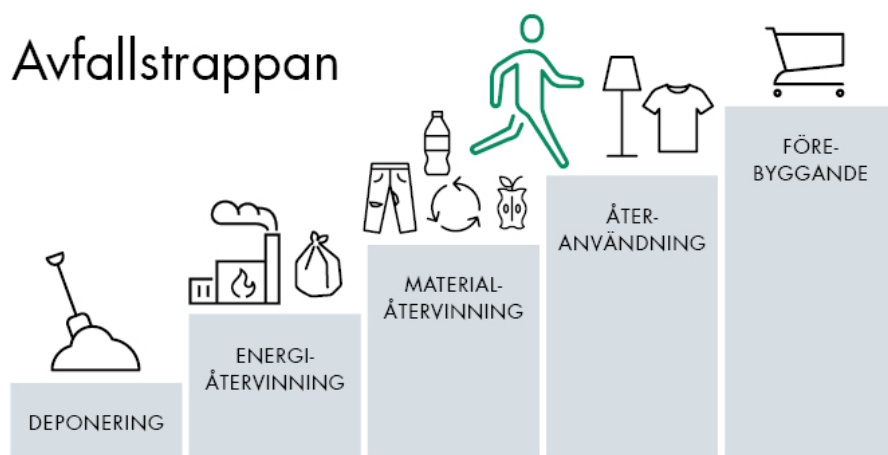 Avfallstrappan
DEPONERING
ENERGI-
ÅTERVINNING
MATERIAL-
ÅTERVINNING
ÅTER-
ANVÄNDNING
FÖRE-
BYGGANDE